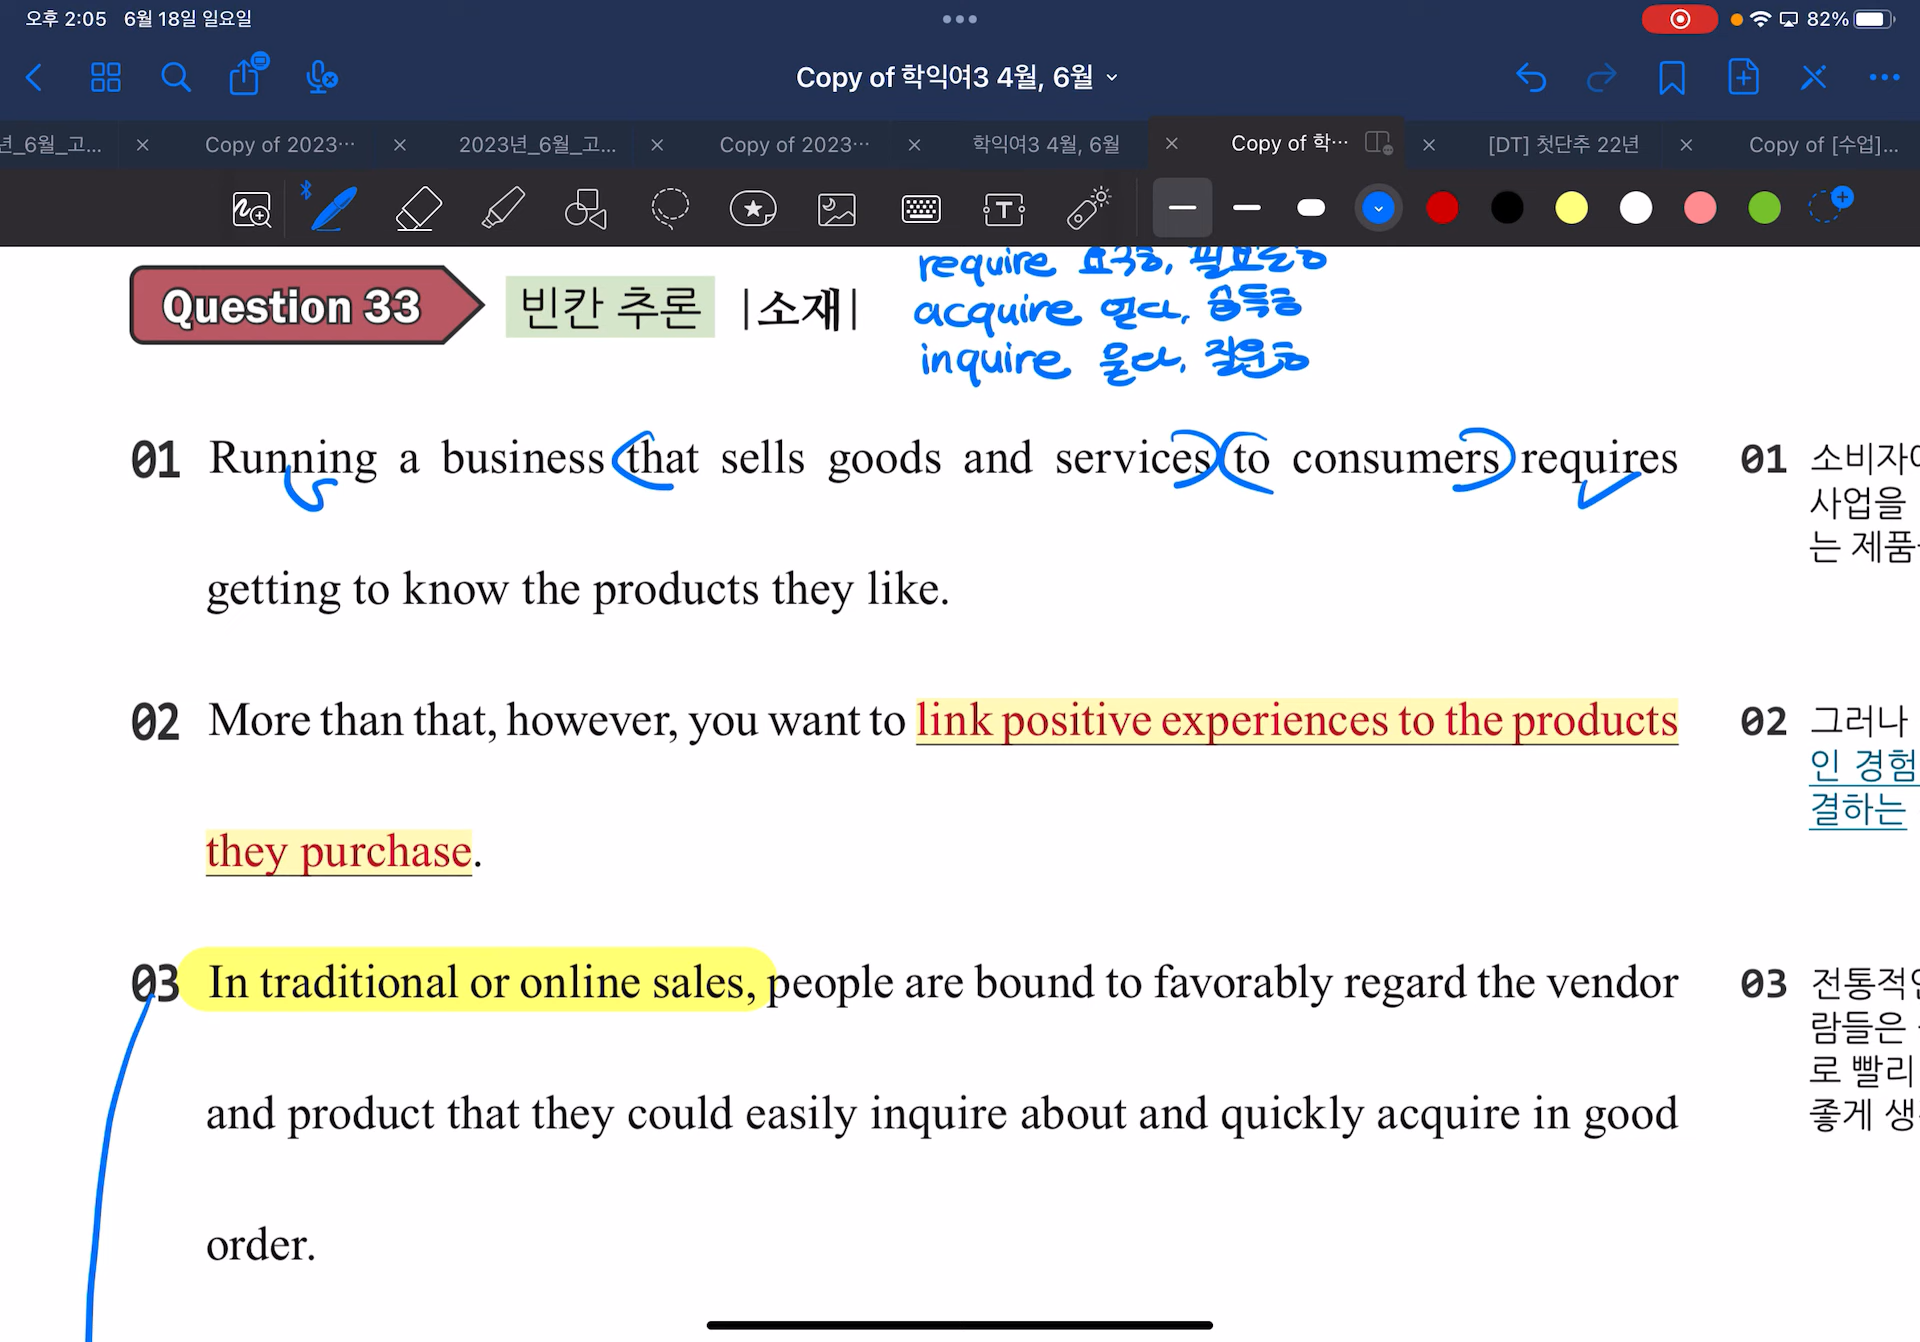 오후 2:05 6월 18일 일요일
82%
Copy of 학익여3 4월, 6월
년_6월_고...
Copy of 2023...
2023년_6월_고...
Copy of 2023...
학익여3 4월, 6월
Copy of 학...
[DT] 첫단추 22년
Copy of [수업]...
require 요구하, 필요로하
acquire 얻다, 습득하
inquire 묻다, 질문하
Question 33 빈칸 추론 |소재|
01 Running a business that sells goods and services to consumers requires
getting to know the products they like.
02 More than that, however, you want to link positive experiences to the products
they purchase.
03 In traditional or online sales, people are bound to favorably regard the vendor
and product that they could easily inquire about and quickly acquire in good
order.
01 소비자
사업을
는 제품
02 그러나
인 경험
결하는
03 전통적인
람들은
로 빨리
좋게 생